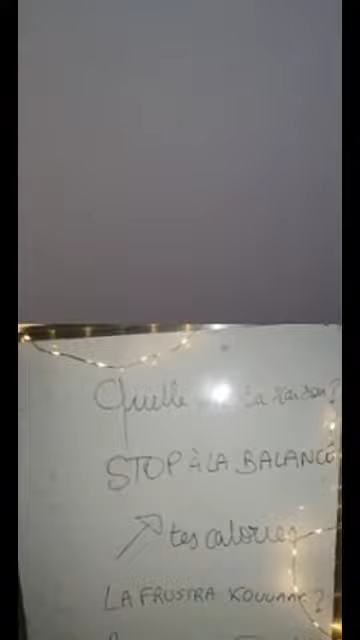 Quelle la raison ?
STOP À LA BALANCE
↗ tes calories
LA FRUSTRA